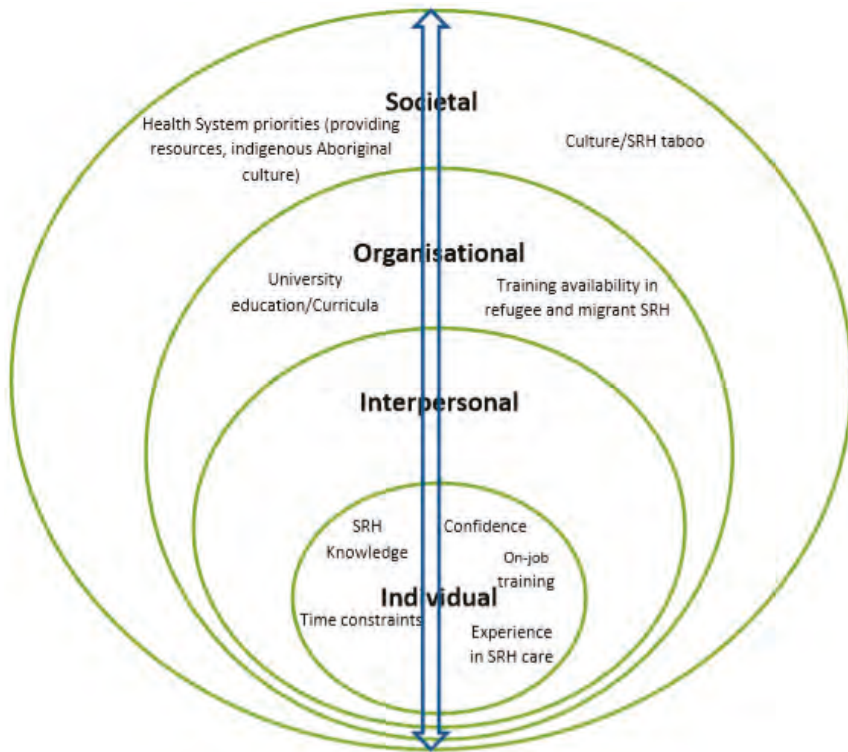 Societal
Health System priorities (providing
resources, indigenous Aboriginal
culture)
Culture/SRH taboo
Organisational
University
education/Curricula
Training availability in
refugee and migrant SRH
Interpersonal
SRH
Knowledge
Confidence
On-job
training
Individual
Time constraints
Experience
in SRH care